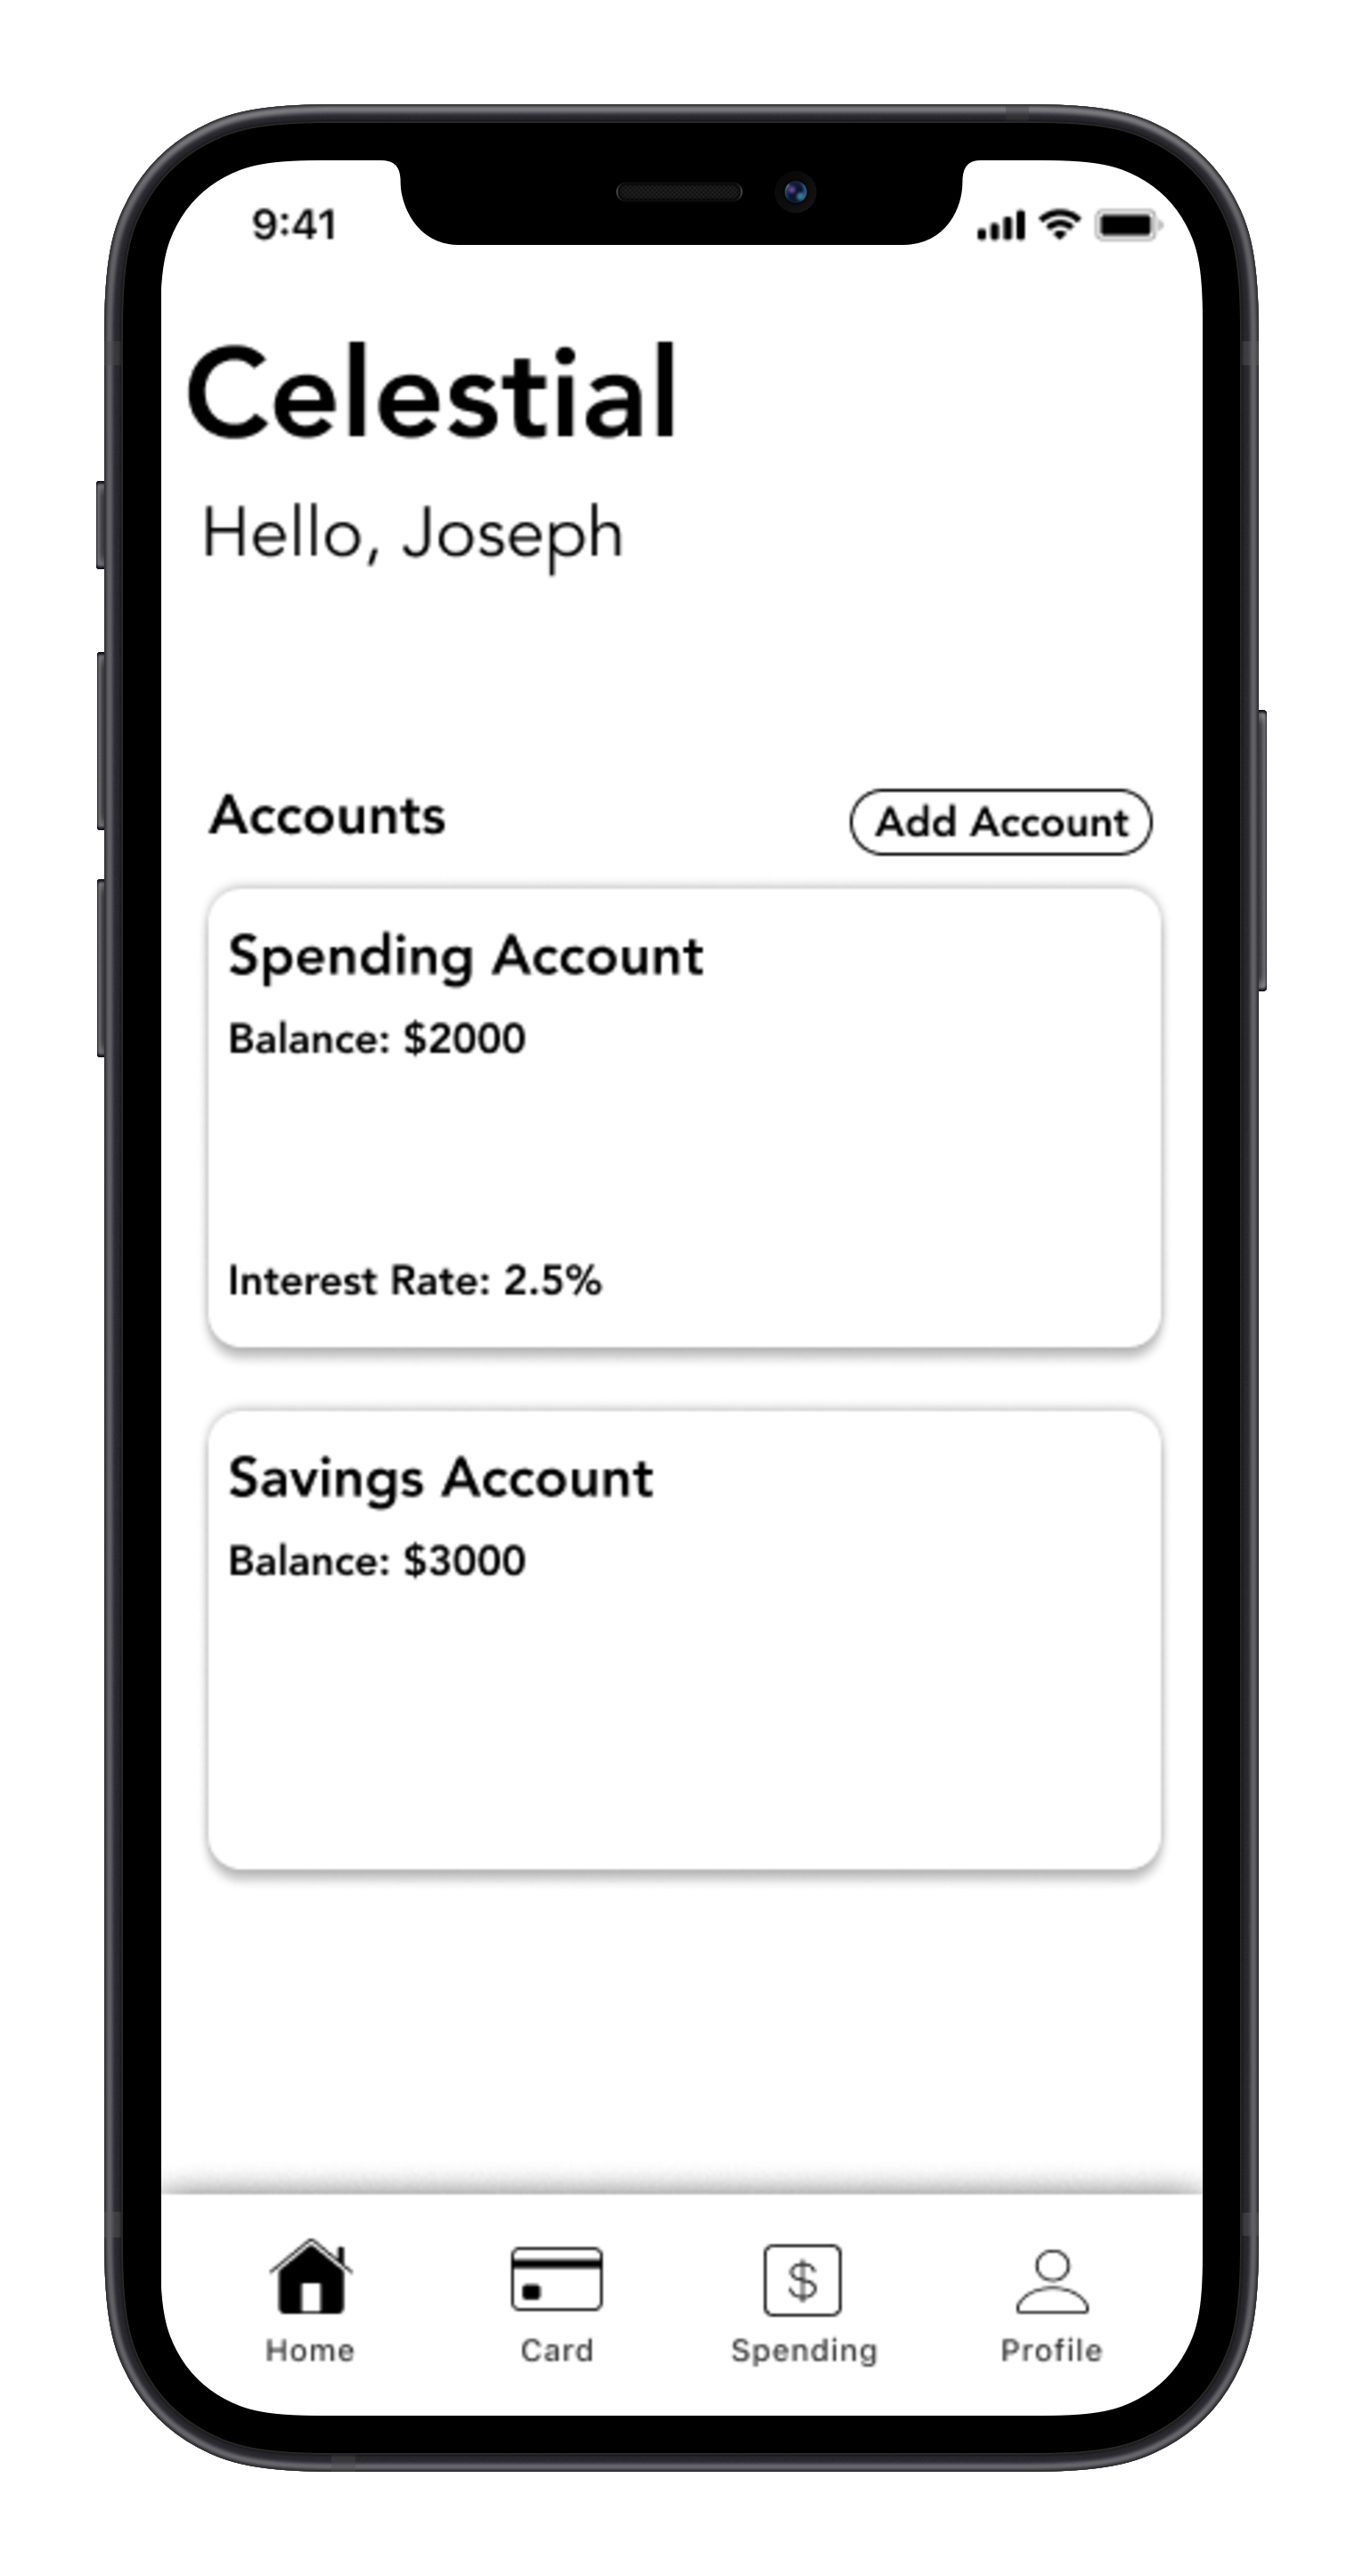 9:41
Celestial
Hello, Joseph
Accounts
Add Account
Spending Account
Balance: $2000
Interest Rate: 2.5%
Savings Account
Balance: $3000
$
Home Card Spending Profile